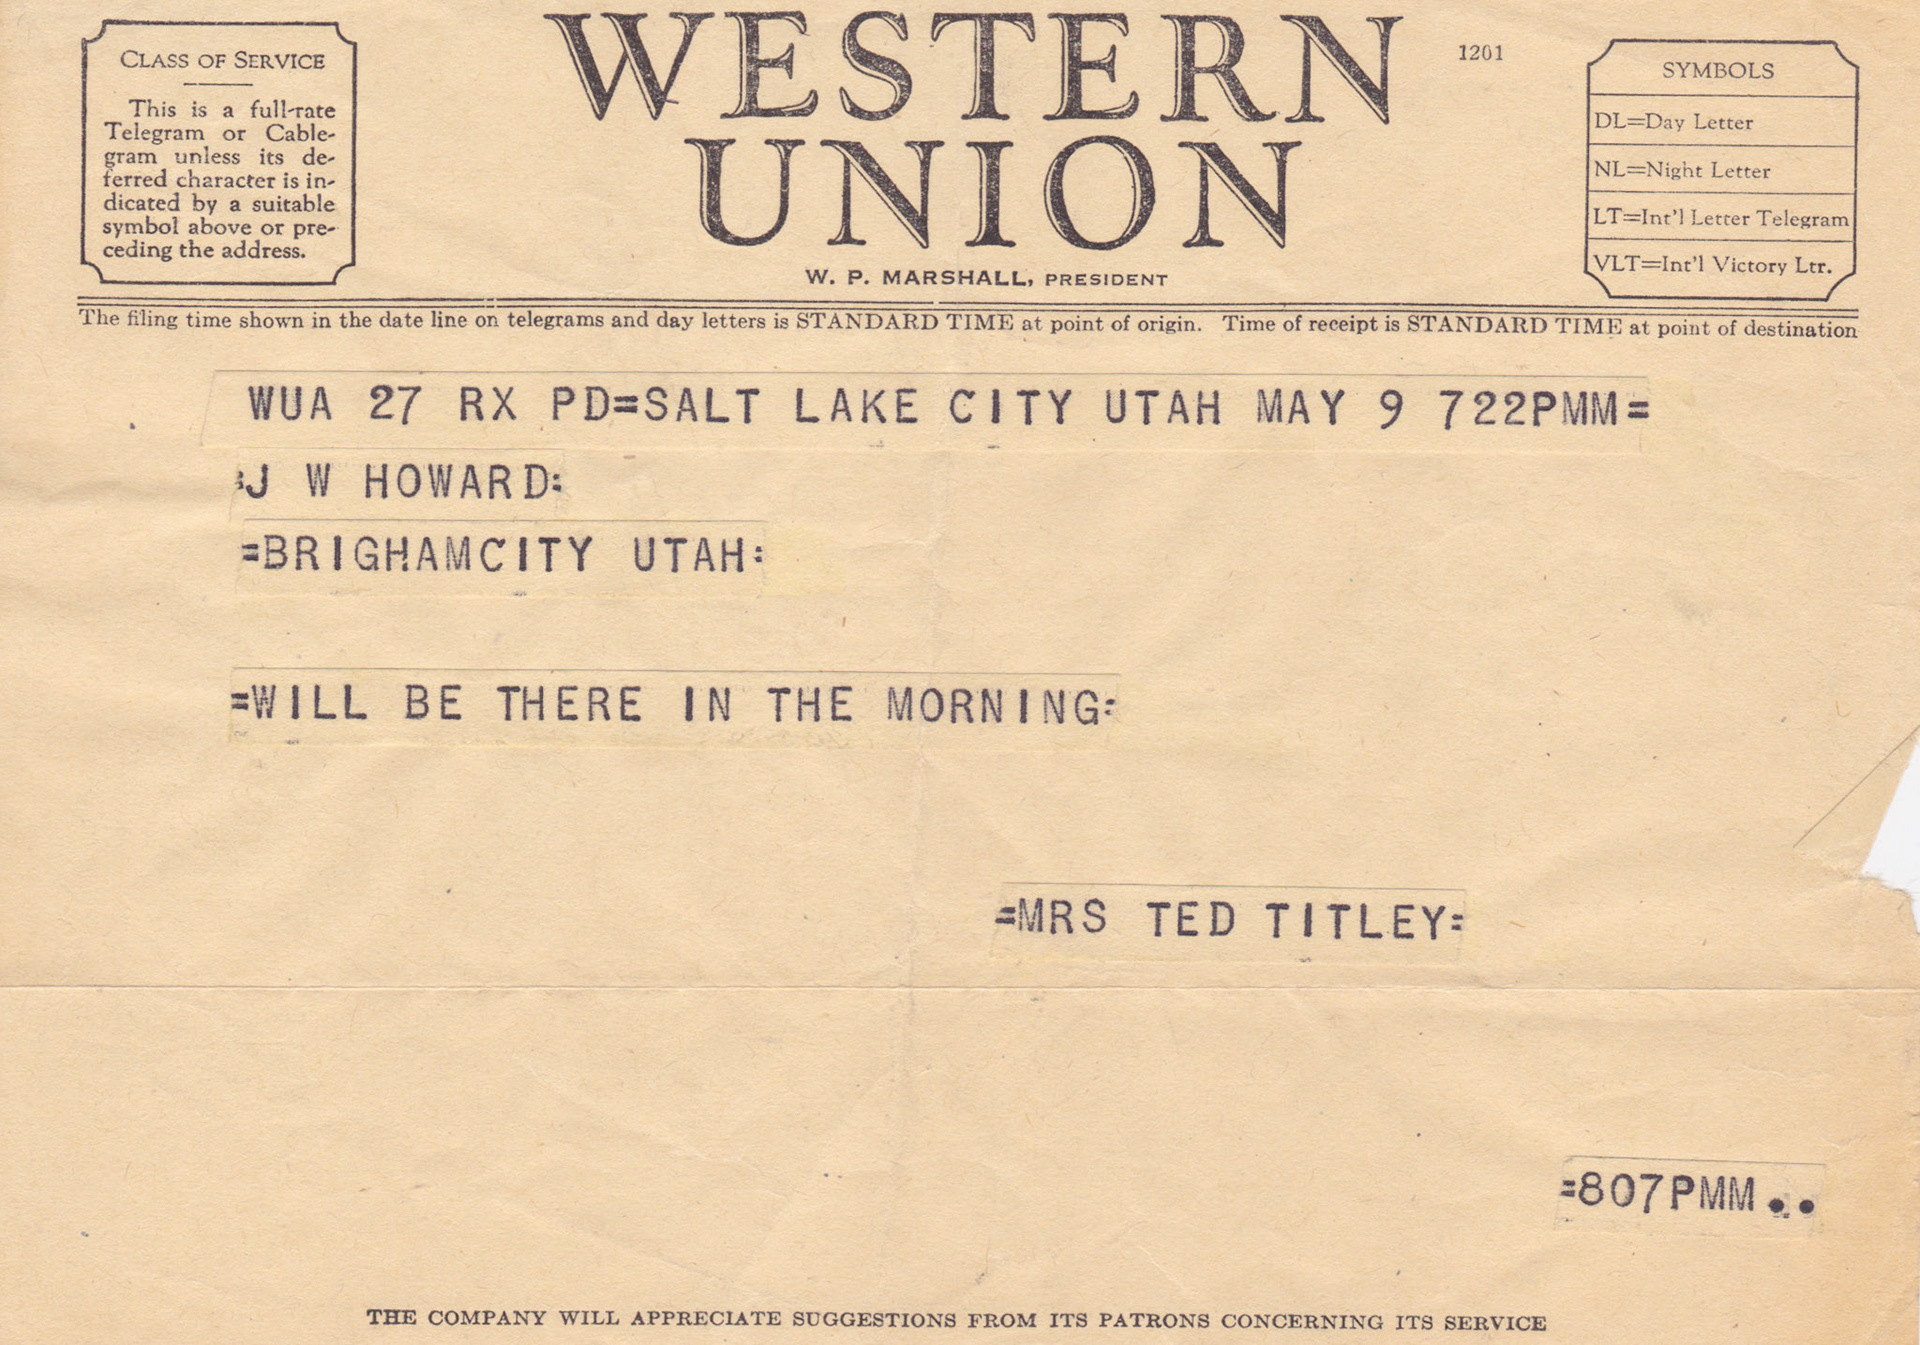 CLASS OF SERVICE
This is a full-rate
Telegram or Cable-
gram unless its de-
ferred character is in-
dicated by a suitable
symbol above or pre-
ceding the address.
WESTERN
UNION
1201
W. P. MARSHALL, PRESIDENT
SYMBOLS
DL=Day Letter
NL=Night Letter
LT=Int'l Letter Telegram
VLT=Int'l Victory Ltr.
The filing time shown in the date line on telegrams and day letters is STANDARD TIME at point of origin. Time of receipt is STANDARD TIME at point of destination
WUA 27 RX PD=SALT LAKE CITY UTAH MAY 9 722PMM=
:J W HOWARD:
=BRIGHAMCITY UTAH:
=WILL BE THERE IN THE MORNING:
=MRS TED TITLEY=
=807PMM..
THE COMPANY WILL APPRECIATE SUGGESTIONS FROM ITS PATRONS CONCERNING ITS SERVICE